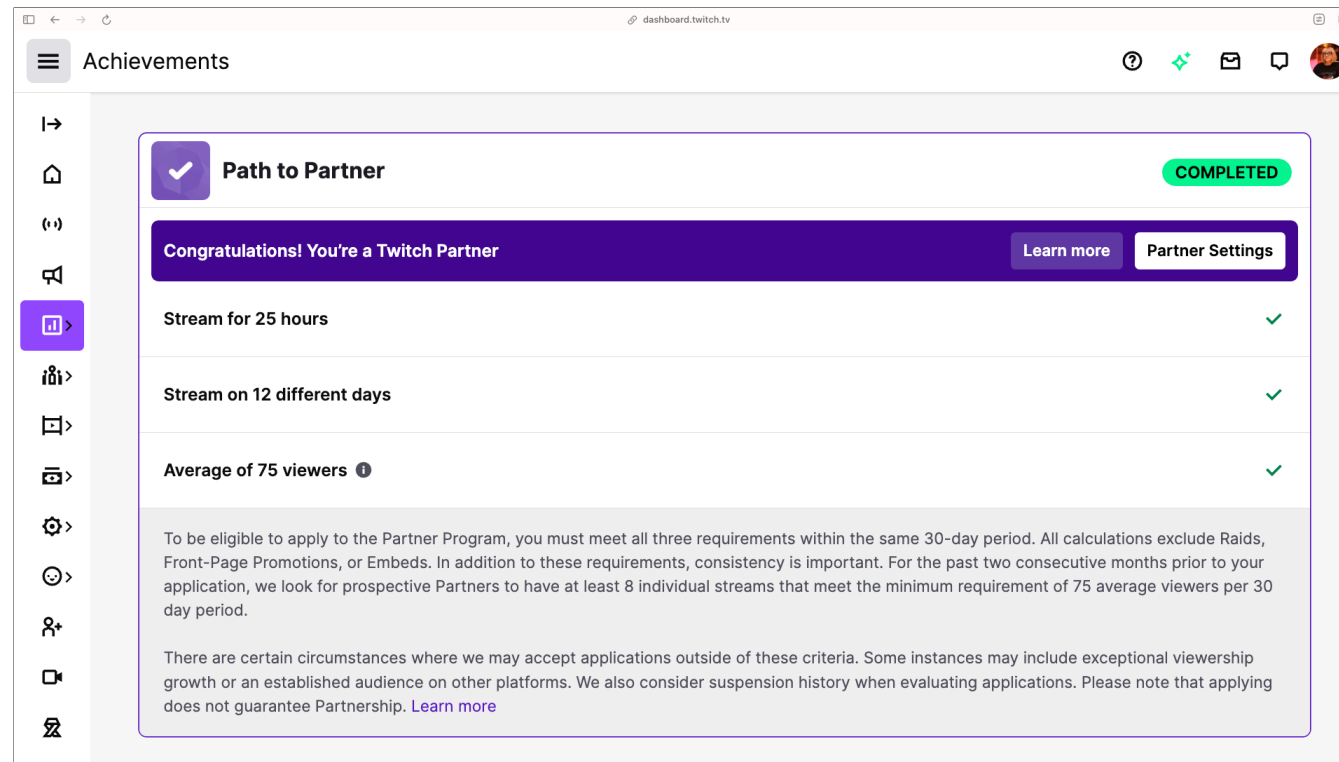 dashboard.twitch.tv
Achievements
Path to Partner
COMPLETED
Congratulations! You're a Twitch Partner
Learn more
Partner Settings
Stream for 25 hours
Stream on 12 different days
Average of 75 viewers
To be eligible to apply to the Partner Program, you must meet all three requirements within the same 30-day period. All calculations exclude Raids,
Front-Page Promotions, or Embeds. In addition to these requirements, consistency is important. For the past two consecutive months prior to your
application, we look for prospective Partners to have at least 8 individual streams that meet the minimum requirement of 75 average viewers per 30
day period.
There are certain circumstances where we may accept applications outside of these criteria. Some instances may include exceptional viewership
growth or an established audience on other platforms. We also consider suspension history when evaluating applications. Please note that applying
does not guarantee Partnership. Learn more